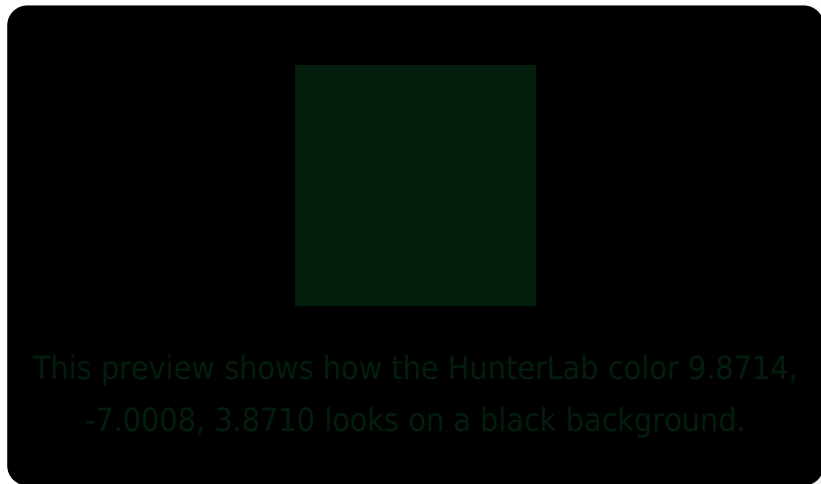 This preview shows how the HunterLab color 9.8714,
-7.0008, 3.8710 looks on a black background.